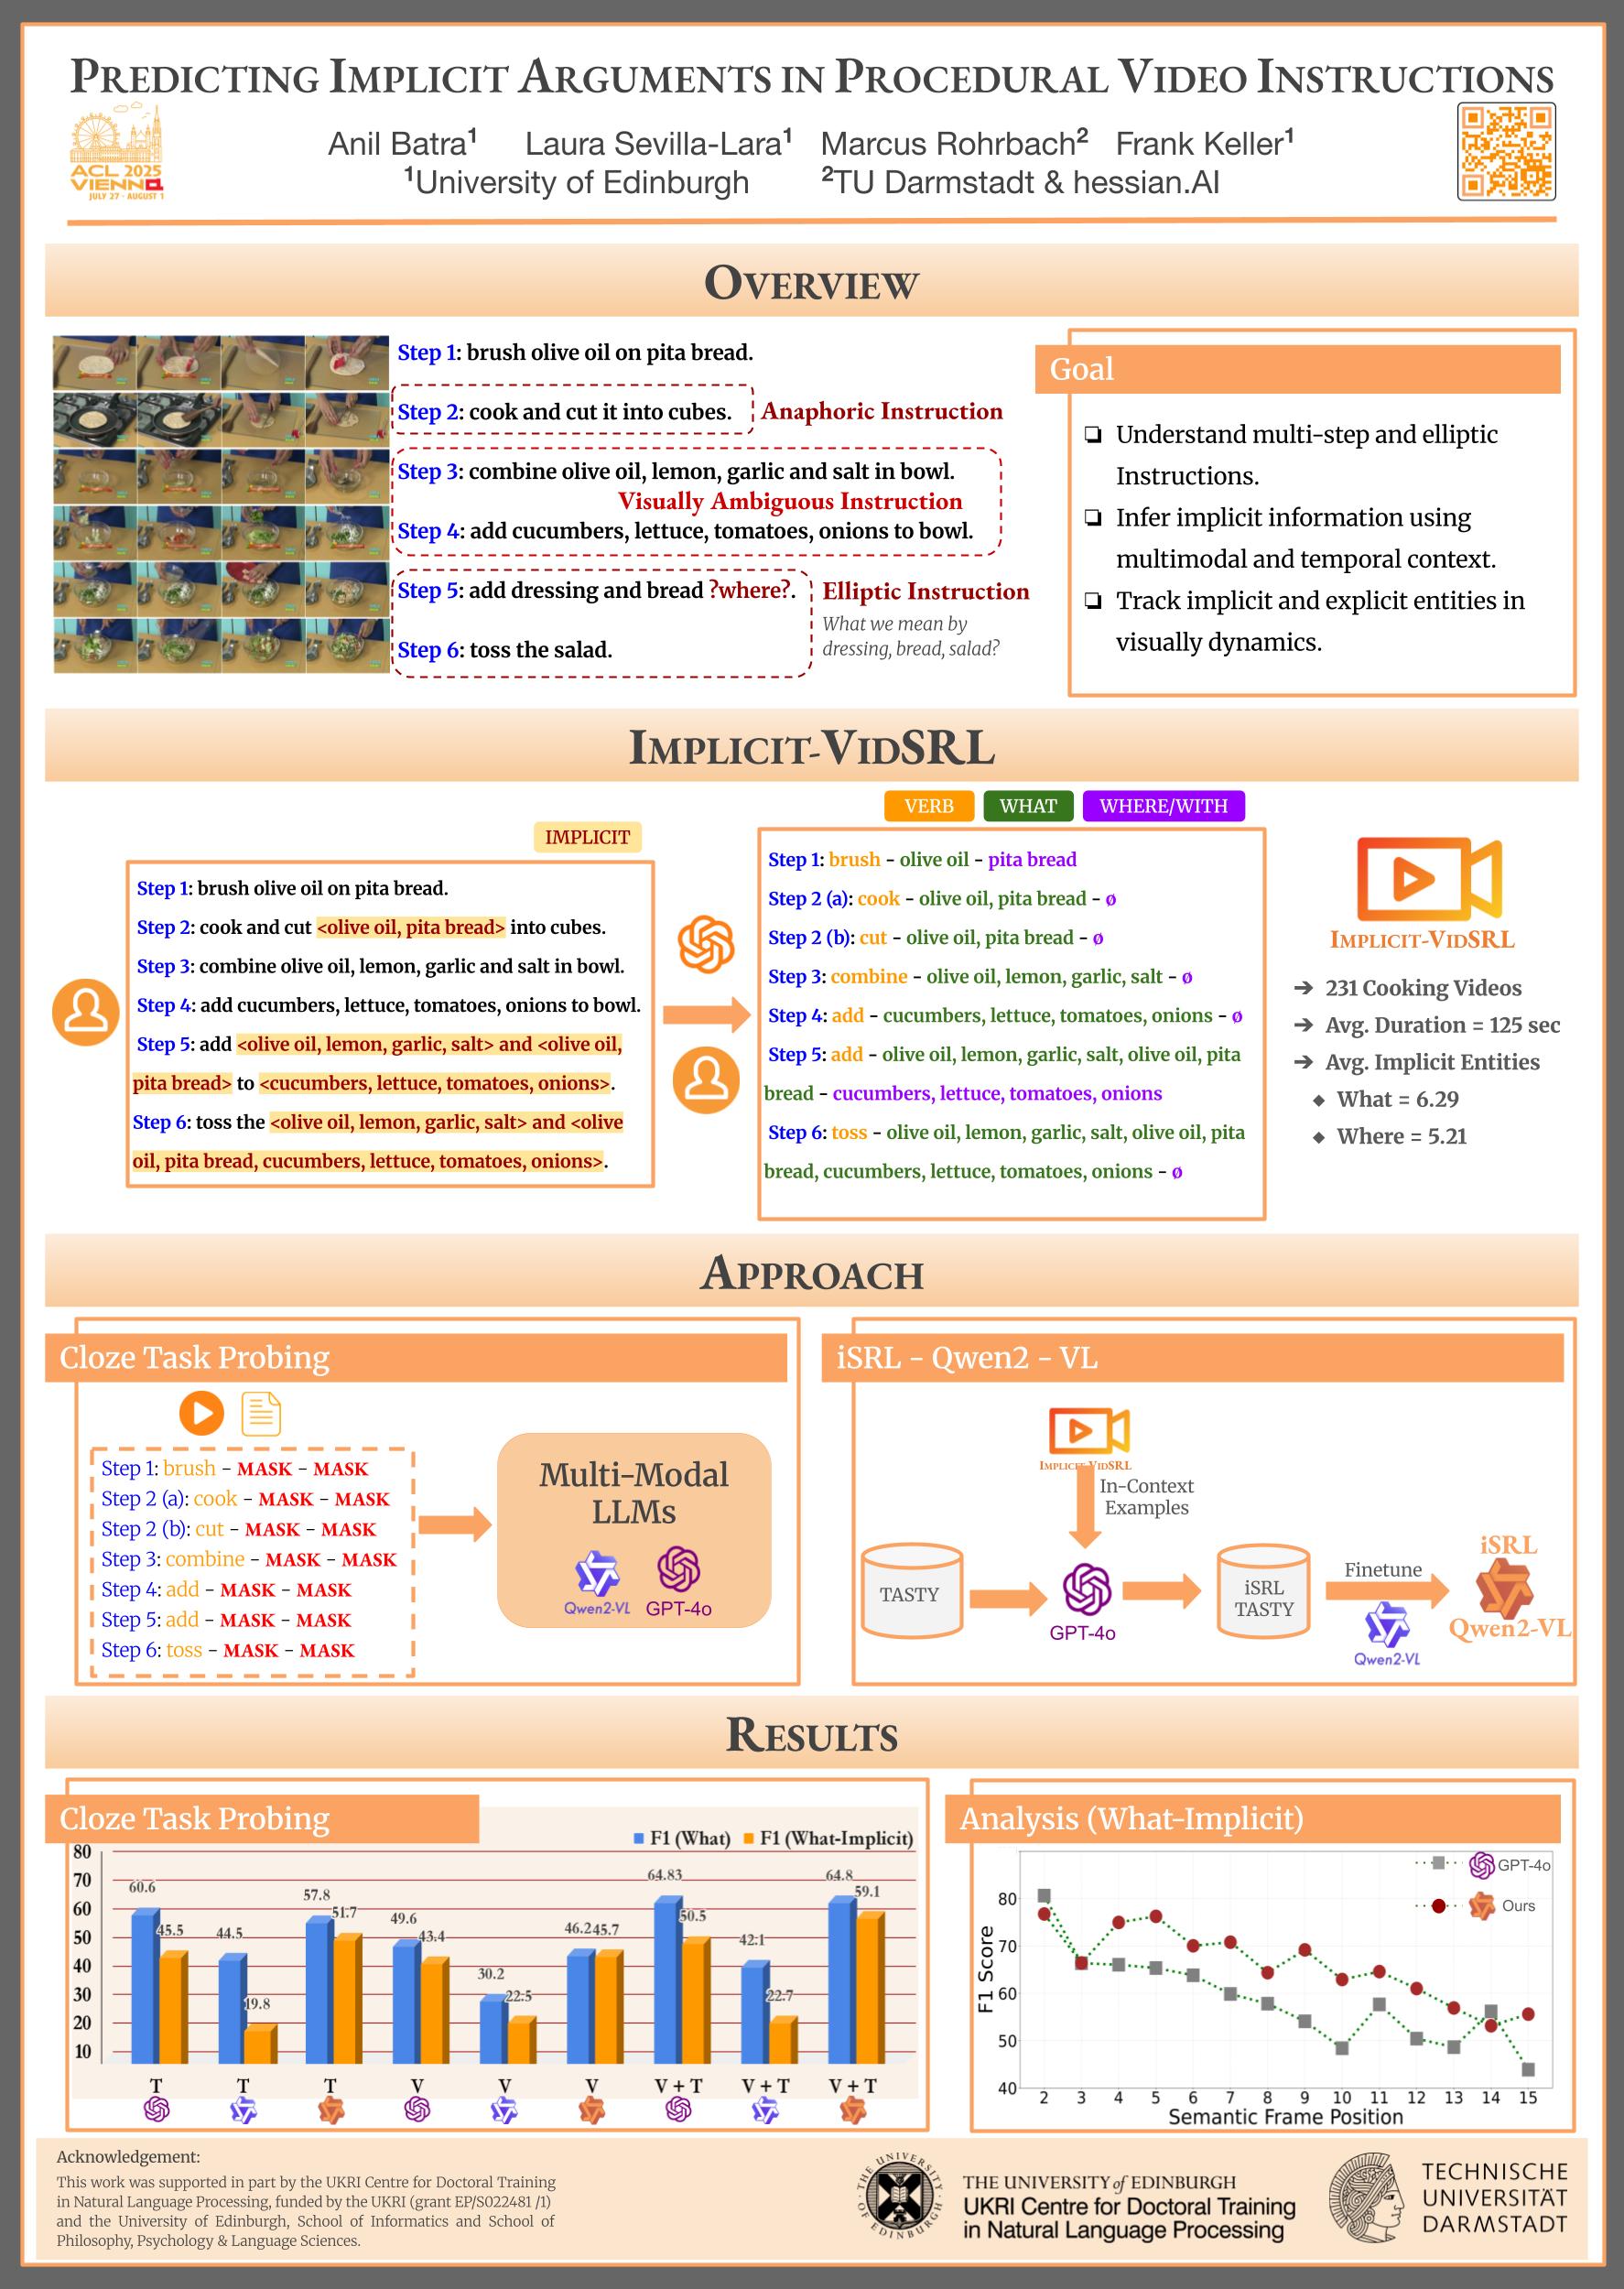 PREDICTING IMPLICIT ARGUMENTS IN PROCEDURAL VIDEO INSTRUCTIONS
ACL 2025
VIENNA
JULY 27 - AUGUST 1
Anil Batra¹ Laura Sevilla-Lara¹ Marcus Rohrbach² Frank Keller¹
¹University of Edinburgh ²TU Darmstadt & hessian.AI
OVERVIEW
Step 1: brush olive oil on pita bread.
Step 2: cook and cut it into cubes.
Anaphoric Instruction
Step 3: combine olive oil, lemon, garlic and salt in bowl.
Visually Ambiguous Instruction
Step 4: add cucumbers, lettuce, tomatoes, onions to bowl.
Step 5: add dressing and bread ?where?.
Elliptic Instruction
What we mean by
dressing, bread, salad?
Step 6: toss the salad.
Goal
❏ Understand multi-step and elliptic
Instructions.
❏ Infer implicit information using
multimodal and temporal context.
❏ Track implicit and explicit entities in
visually dynamics.
IMPLICIT-VIDSRL
IMPLICIT
Step 1: brush olive oil on pita bread.
Step 2: cook and cut <olive oil, pita bread> into cubes.
Step 3: combine olive oil, lemon, garlic and salt in bowl.
Step 4: add cucumbers, lettuce, tomatoes, onions to bowl.
Step 5: add <olive oil, lemon, garlic, salt> and <olive oil,
pita bread> to <cucumbers, lettuce, tomatoes, onions>.
Step 6: toss the <olive oil, lemon, garlic, salt> and <olive
oil, pita bread, cucumbers, lettuce, tomatoes, onions>.
VERB WHAT WHERE/WITH
Step 1: brush - olive oil - pita bread
Step 2 (a): cook - olive oil, pita bread - ø
Step 2 (b): cut - olive oil, pita bread - ø
Step 3: combine - olive oil, lemon, garlic, salt - ø
Step 4: add - cucumbers, lettuce, tomatoes, onions - ø
Step 5: add - olive oil, lemon, garlic, salt, olive oil, pita
bread - cucumbers, lettuce, tomatoes, onions
Step 6: toss - olive oil, lemon, garlic, salt, olive oil, pita
bread, cucumbers, lettuce, tomatoes, onions - ø
IMPLICIT-VIDSRL
➔ 231 Cooking Videos
➔ Avg. Duration = 125 sec
➔ Avg. Implicit Entities
◆ What = 6.29
◆ Where = 5.21
APPROACH
Cloze Task Probing
Step 1: brush - MASK - MASK
Step 2 (a): cook - MASK - MASK
Step 2 (b): cut - MASK - MASK
Step 3: combine - MASK - MASK
Step 4: add - MASK - MASK
Step 5: add - MASK - MASK
Step 6: toss - MASK - MASK
Multi-Modal
LLMs
Qwen2-VL GPT-4o
iSRL - Qwen2 - VL
IMPLICIT-VIDSRL
In-Context
Examples
TASTY
GPT-4o
iSRL
TASTY
Finetune
Qwen2-VL
iSRL
Qwen2-VL
RESULTS
Cloze Task Probing
F1 (What) F1 (What-Implicit)
80
70
60
50
40
30
20
10
60.6 45.5
44.5 19.8
57.8 51.7
49.6 43.4
30.2 22.5
46.2 45.7
64.83 50.5
42.1 22.7
64.8 59.1
T T T V V V V + T V + T V + T
Analysis (What-Implicit)
GPT-4o
Ours
F1 Score
80
70
60
50
40
2 3 4 5 6 7 8 9 10 11 12 13 14 15
Semantic Frame Position
Acknowledgement:
This work was supported in part by the UKRI Centre for Doctoral Training
in Natural Language Processing, funded by the UKRI (grant EP/S022481 /1)
and the University of Edinburgh, School of Informatics and School of
Philosophy, Psychology & Language Sciences.
THE UNIVERSITY OF EDINBURGH
THE UNIVERSITY of EDINBURGH
UKRI Centre for Doctoral Training
in Natural Language Processing
TECHNISCHE
UNIVERSITÄT
DARMSTADT